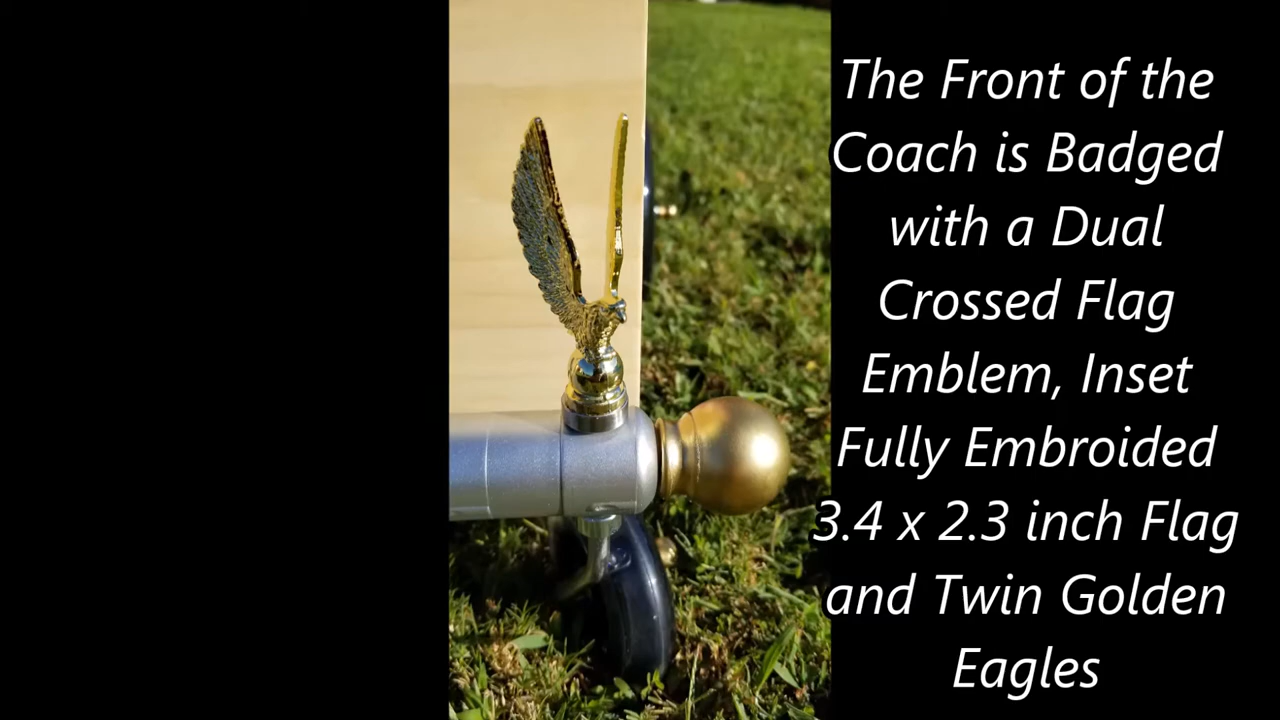 The Front of the
Coach is Badged
with a Dual
Crossed Flag
Emblem, Inset
Fully Embroided
3.4 x 2.3 inch Flag
and Twin Golden
Eagles